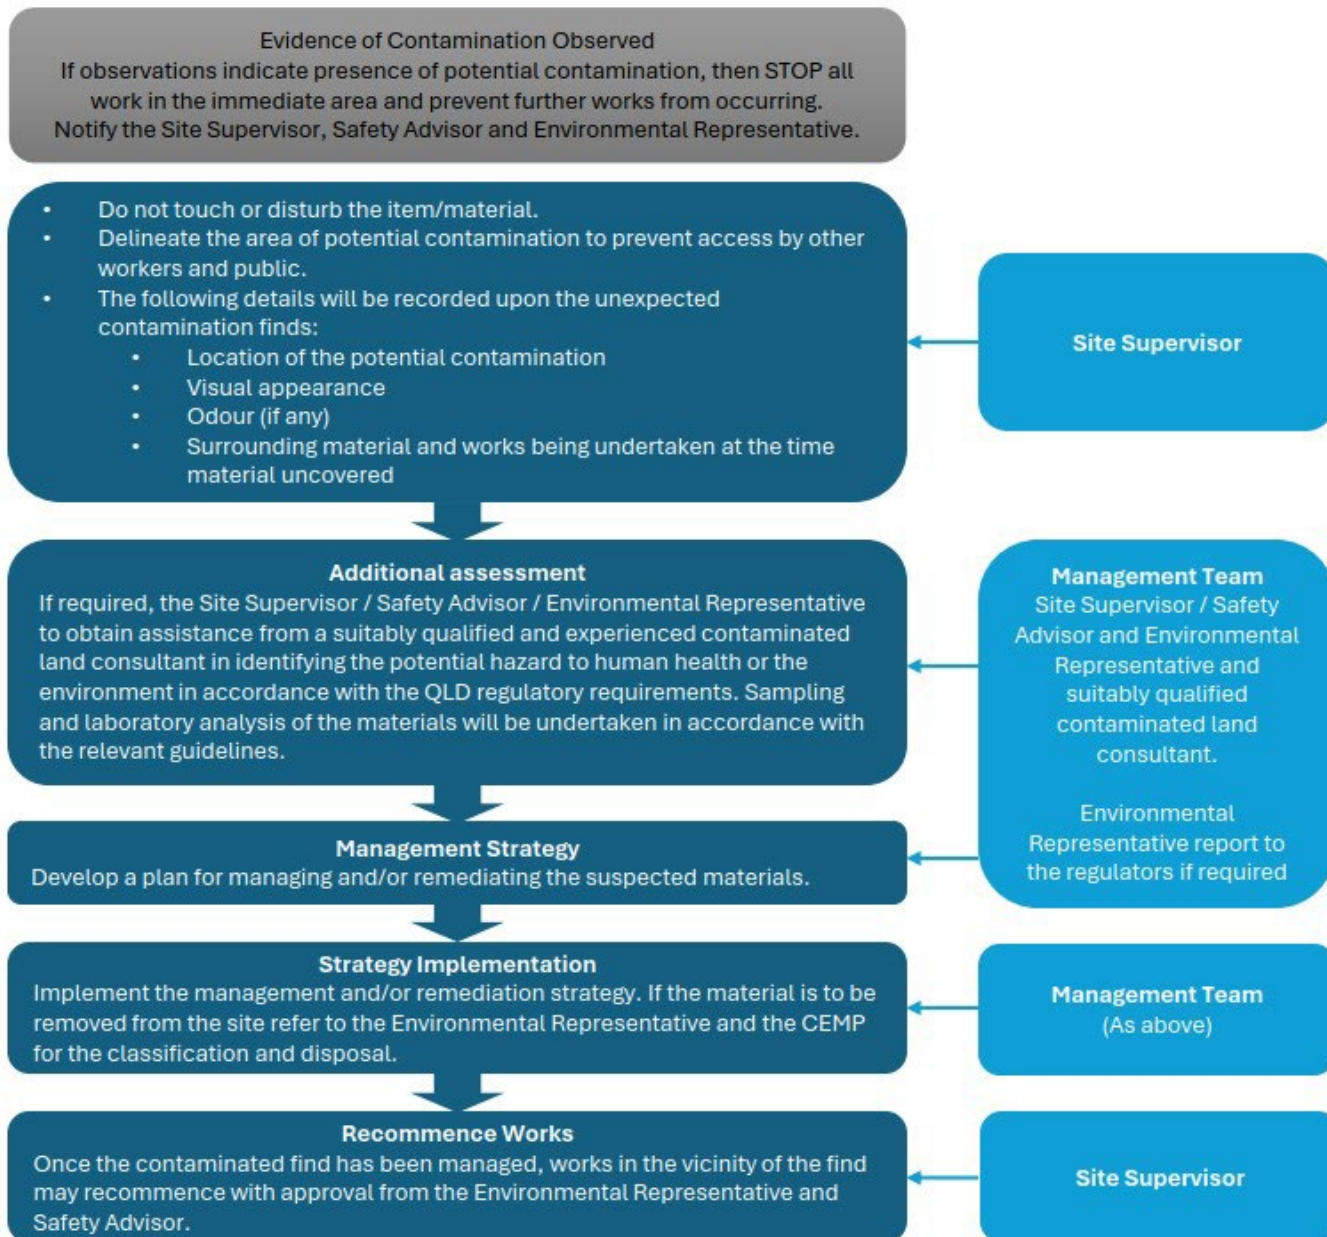 Evidence of Contamination Observed
If observations indicate presence of potential contamination, then STOP all
work in the immediate area and prevent further works from occurring.
Notify the Site Supervisor, Safety Advisor and Environmental Representative.
• Do not touch or disturb the item/material.
• Delineate the area of potential contamination to prevent access by other
workers and public.
• The following details will be recorded upon the unexpected
contamination finds:
• Location of the potential contamination
• Visual appearance
• Odour (if any)
• Surrounding material and works being undertaken at the time
material uncovered
Site Supervisor
Additional assessment
If required, the Site Supervisor / Safety Advisor / Environmental Representative
to obtain assistance from a suitably qualified and experienced contaminated
land consultant in identifying the potential hazard to human health or the
environment in accordance with the QLD regulatory requirements. Sampling
and laboratory analysis of the materials will be undertaken in accordance with
the relevant guidelines.
Management Team
Site Supervisor / Safety
Advisor and Environmental
Representative and
suitably qualified
contaminated land
consultant.
Environmental
Representative report to
the regulators if required
Management Strategy
Develop a plan for managing and/or remediating the suspected materials.
Strategy Implementation
Implement the management and/or remediation strategy. If the material is to be
removed from the site refer to the Environmental Representative and the CEMP
for the classification and disposal.
Management Team
(As above)
Recommence Works
Once the contaminated find has been managed, works in the vicinity of the find
may recommence with approval from the Environmental Representative and
Safety Advisor.
Site Supervisor